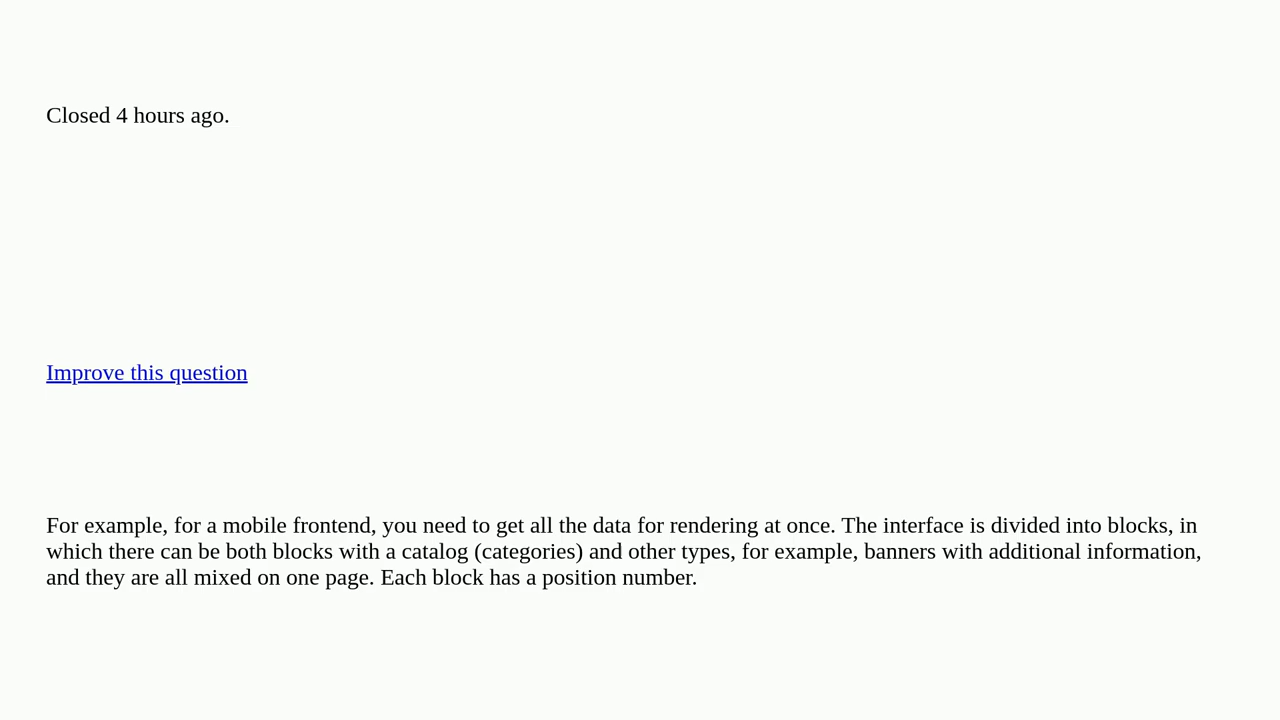 Closed 4 hours ago.
Improve this question
For example, for a mobile frontend, you need to get all the data for rendering at once. The interface is divided into blocks, in
which there can be both blocks with a catalog (categories) and other types, for example, banners with additional information,
and they are all mixed on one page. Each block has a position number.